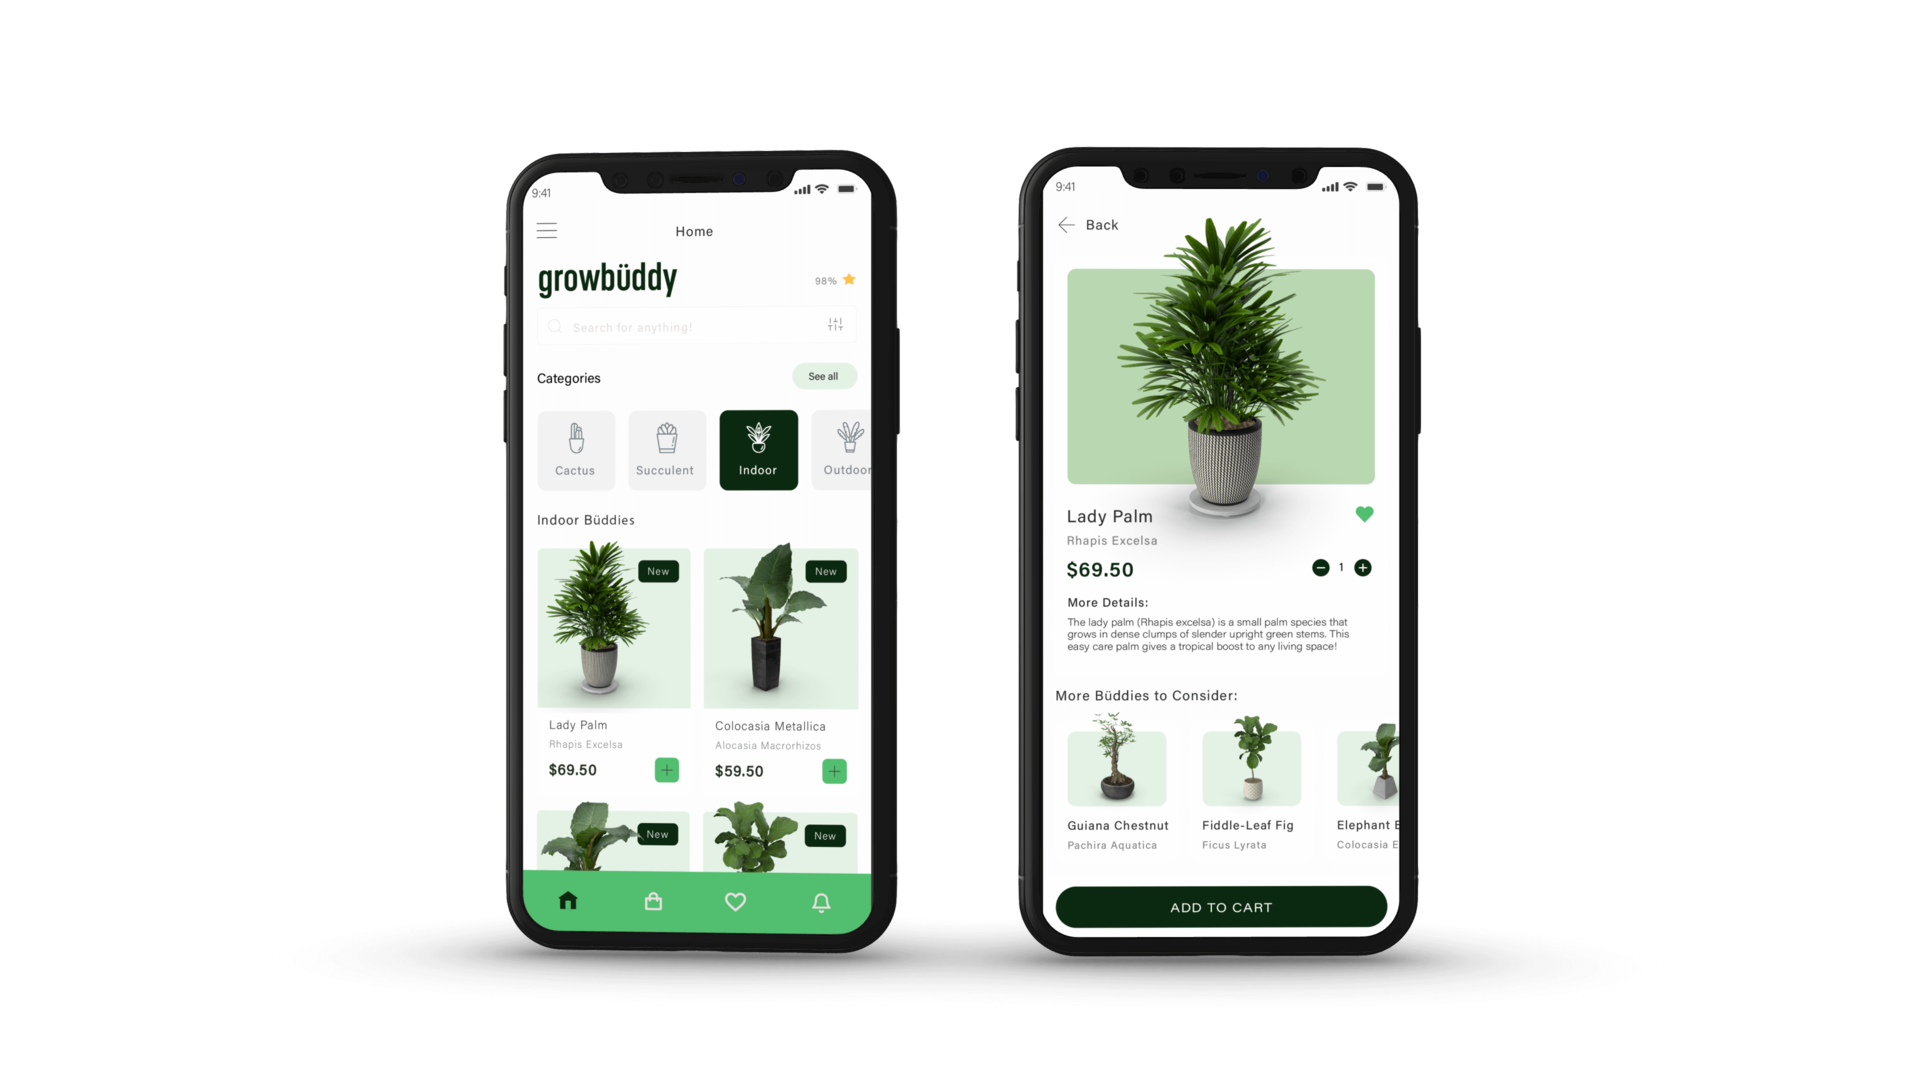 9:41
Home
growbüddy
98%
Search for anything!
Categories
See all
Cactus
Succulent
Indoor
Outdoor
Indoor Büddies
New
New
Lady Palm
Rhapis Excelsa
$69.50
Colocasia Metallica
Alocasia Macrorhizos
$59.50
New
New
9:41
Back
Lady Palm
Rhapis Excelsa
$69.50
1
More Details:
The lady palm (Rhapis excelsa) is a small palm species that
grows in dense clumps of slender upright green stems. This
easy care palm gives a tropical boost to any living space!
More Büddies to Consider:
Guiana Chestnut
Pachira Aquatica
Fiddle-Leaf Fig
Ficus Lyrata
Elephant E
Colocasia E
ADD TO CART